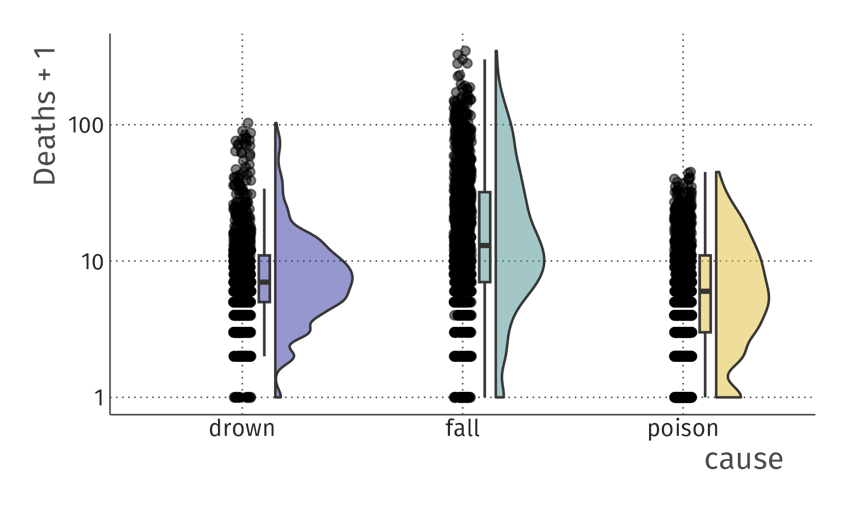 Deaths + 1
100
10
1
drown
fall
poison
cause